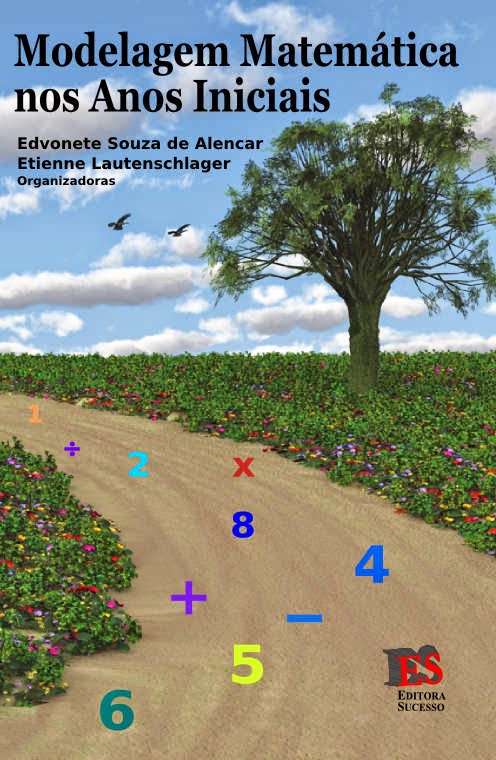 Modelagem Matemática
nos Anos Iniciais
Edvonete Souza de Alencar
Etienne Lautenschlager
Organizadoras
1
÷
2 x
8
4
+ −
5
6
ES
EDITORA
SUCESSO